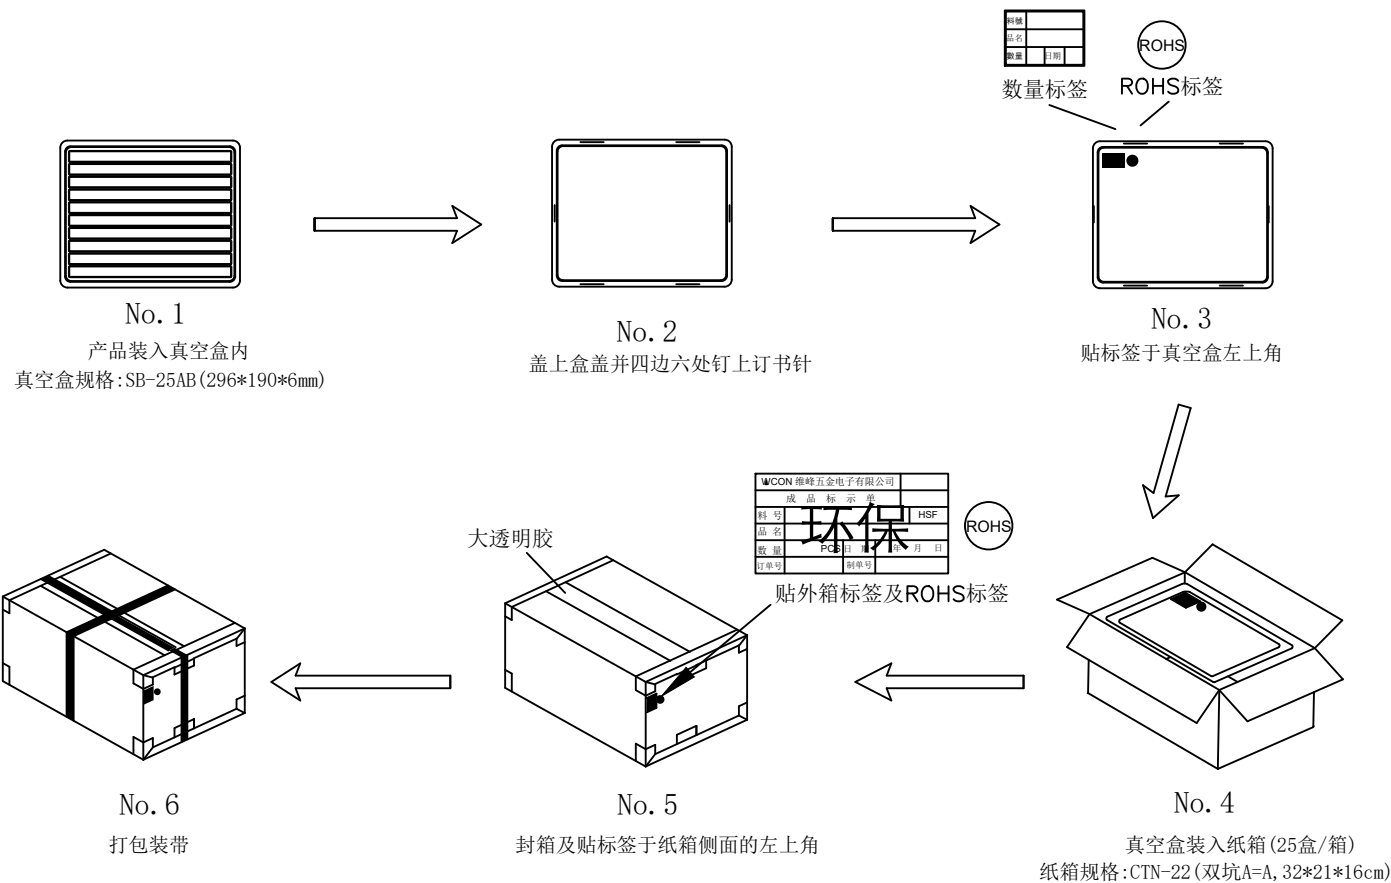 料號
品名
數量 日期
ROHS
数量标签
ROHS标签
No.1
产品装入真空盒内
真空盒规格:SB-25AB(296*190*6mm)
No.2
盖上盒盖并四边六处钉上订书针
No.3
贴标签于真空盒左上角
WCON 维峰五金电子有限公司
成 品 标 示 单
料 号 HSF
品 名
环保
数 量 PCS 日 期 年 月 日
订单号 制单号
ROHS
贴外箱标签及ROHS标签
大透明胶
No.6
打包装带
No.5
封箱及贴标签于纸箱侧面的左上角
No.4
真空盒装入纸箱(25盒/箱)
纸箱规格:CTN-22(双坑A=A,32*21*16cm)